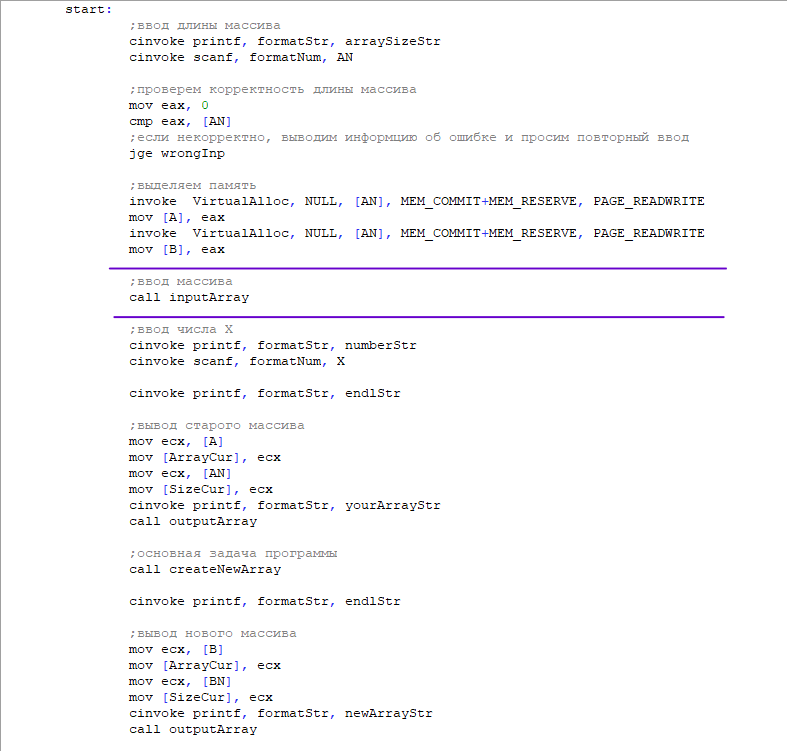 start:
;ввод длины массива
cinvoke printf, formatStr, arraySizeStr
cinvoke scanf, formatNum, AN
;проверем корректность длины массива
mov eax, 0
cmp eax, [AN]
;если некорректно, выводим информцию об ошибке и просим повторный ввод
jge wrongInp
;выделяем память
invoke  VirtualAlloc, NULL, [AN], MEM_COMMIT+MEM_RESERVE, PAGE_READWRITE
mov [A], eax
invoke  VirtualAlloc, NULL, [AN], MEM_COMMIT+MEM_RESERVE, PAGE_READWRITE
mov [B], eax
;ввод массива
call inputArray
;ввод числа X
cinvoke printf, formatStr, numberStr
cinvoke scanf, formatNum, X
cinvoke printf, formatStr, endlStr
;вывод старого массива
mov ecx, [A]
mov [ArrayCur], ecx
mov ecx, [AN]
mov [SizeCur], ecx
cinvoke printf, formatStr, yourArrayStr
call outputArray
;основная задача программы
call createNewArray
cinvoke printf, formatStr, endlStr
;вывод нового массива
mov ecx, [B]
mov [ArrayCur], ecx
mov ecx, [BN]
mov [SizeCur], ecx
cinvoke printf, formatStr, newArrayStr
call outputArray